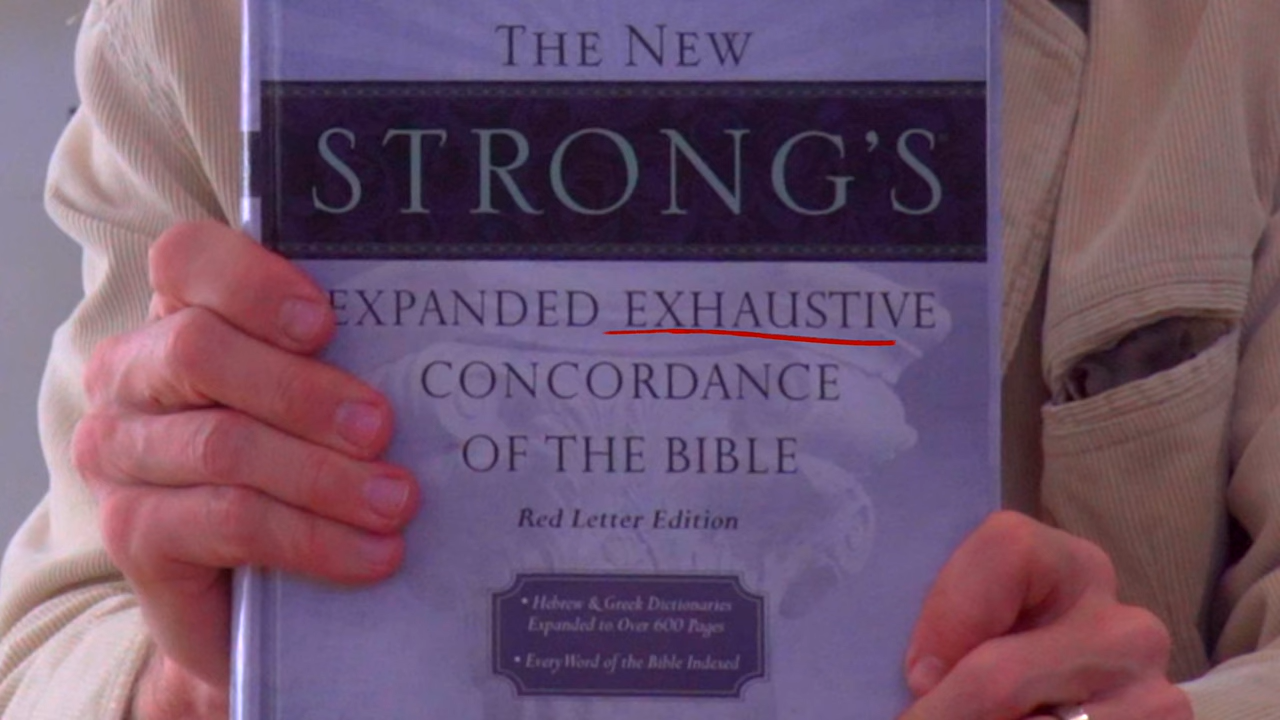 THE NEW
STRONG'S
EXPANDED EXHAUSTIVE
CONCORDANCE
OF THE BIBLE
Red Letter Edition
• Hebrew & Greek Dictionaries
Expanded to Over 600 Pages
• Every Word of the Bible Indexed